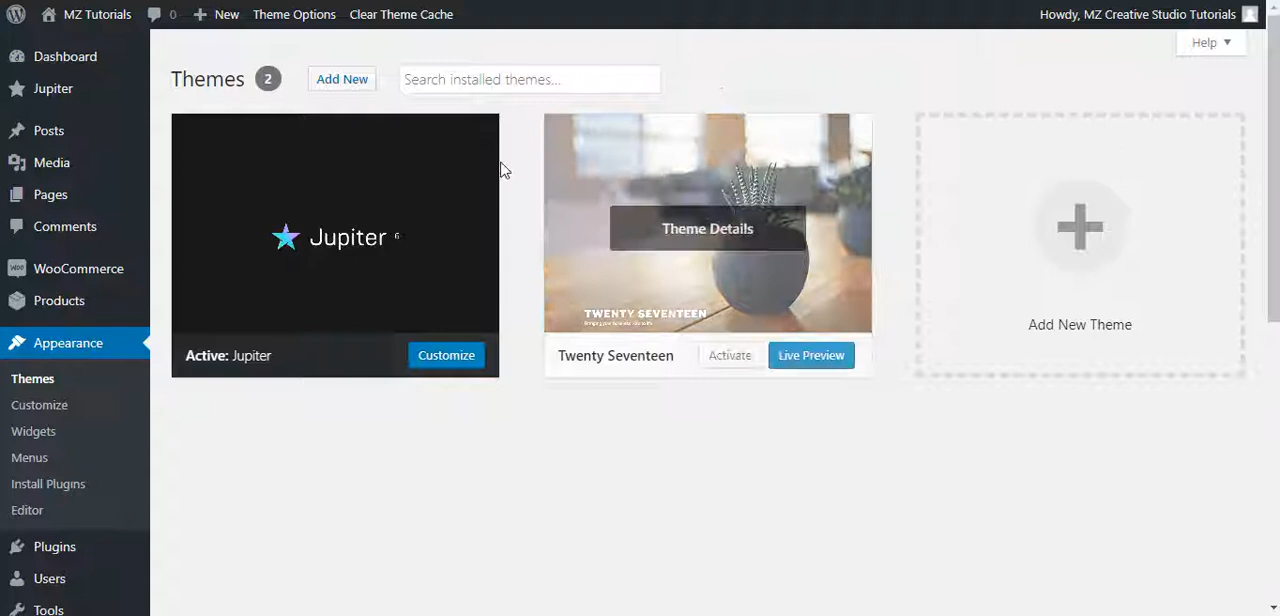 MZ Tutorials 0 New Theme Options Clear Theme Cache Howdy, MZ Creative Studio Tutorials
Help
Dashboard
Jupiter
Posts
Media
Pages
Comments
WooCommerce
Products
Appearance
Themes
Customize
Widgets
Menus
Install Plugins
Editor
Plugins
Users
Tools
Themes 2 Add New Search installed themes...
Jupiter 6
Active: Jupiter Customize
Theme Details
TWENTY SEVENTEEN
Twenty Seventeen Activate Live Preview
Add New Theme